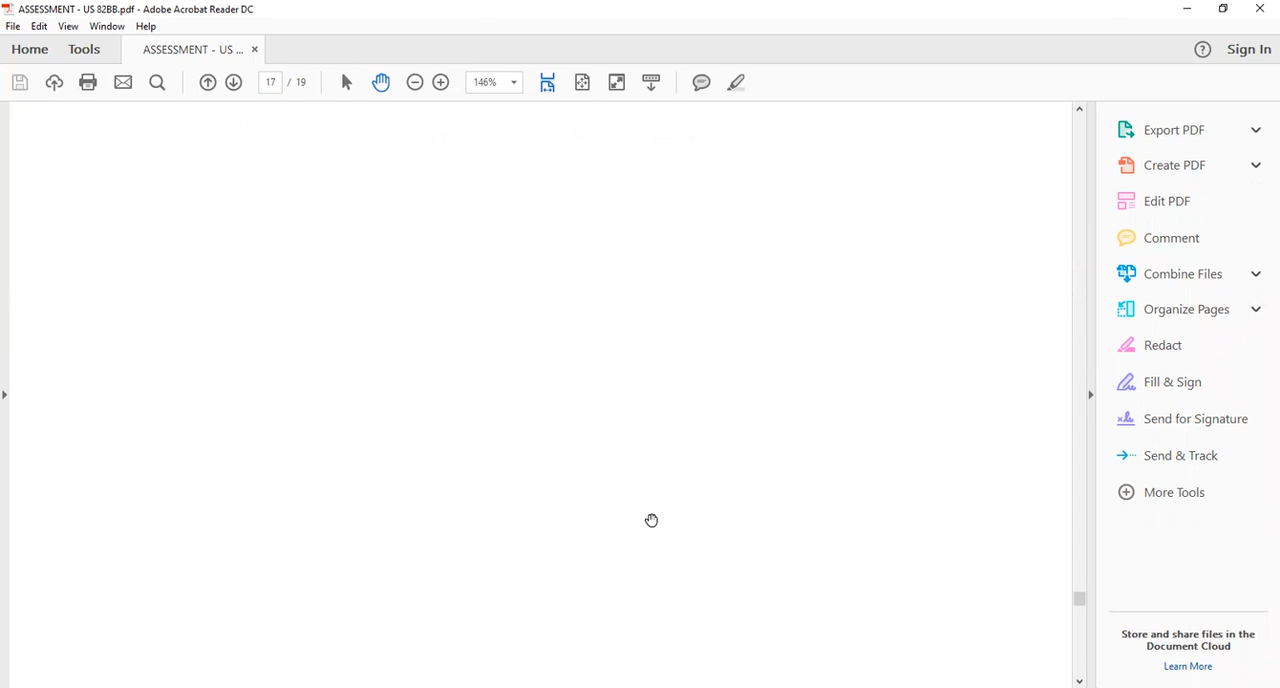 ASSESSMENT - US 82BB.pdf - Adobe Acrobat Reader DC
File Edit View Window Help
Home Tools ASSESSMENT - US ... ×
Sign In
17 / 19 146%
Export PDF
Create PDF
Edit PDF
Comment
Combine Files
Organize Pages
Redact
Fill & Sign
Send for Signature
Send & Track
More Tools
Store and share files in the
Document Cloud
Learn More